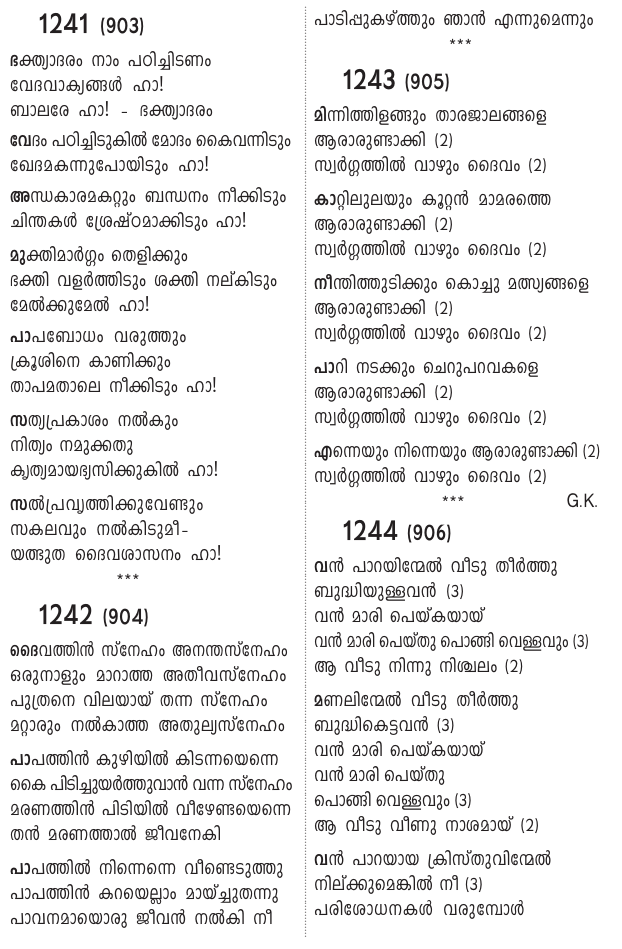 1241 (903)
ഭക്ത്യാദരം നാം പഠിച്ചിടണം
വേദവാക്യങ്ങൾ ഹാ!
ബാലരേ ഹാ! - ഭക്ത്യാദരം
വേദം പഠിച്ചിടുകിൽ മോദം കൈവന്നിടും
ഖേദമകന്നുപോയിടും ഹാ!
അന്ധകാരമകറ്റും ബന്ധനം നീക്കിടും
ചിന്തകൾ ശ്രേഷ്ഠമാക്കിടും ഹാ!
മുക്തിമാർഗ്ഗം തെളിക്കും
ഭക്തി വളർത്തിടും ശക്തി നല്കിടും
മേൽക്കുമേൽ ഹാ!
പാപബോധം വരുത്തും
ക്രൂശിനെ കാണിക്കും
താപമതാലെ നീക്കിടും ഹാ!
സത്യപ്രകാശം നൽകും
നിത്യം നമുക്കതു
കൃത്യമായഭ്യസിക്കുകിൽ ഹാ!
സൽപ്രവൃത്തിക്കുവേണ്ടും
സകലവും നൽകിടുമീ-
യത്ഭുത ദൈവശാസനം ഹാ!
***
1242 (904)
ദൈവത്തിൻ സ്നേഹം അനന്തസ്നേഹം
ഒരുനാളും മാറാത്ത അതീവസ്നേഹം
പുത്രനെ വിലയായ് തന്ന സ്നേഹം
മറ്റാരും നൽകാത്ത അതുല്യസ്നേഹം
പാപത്തിൻ കുഴിയിൽ കിടന്നയെന്നെ
കൈ പിടിച്ചുയർത്തുവാൻ വന്ന സ്നേഹം
മരണത്തിൻ പിടിയിൽ വീഴേണ്ടയെന്നെ
തൻ മരണത്താൽ ജീവനേകി
പാപത്തിൽ നിന്നെന്നെ വീണ്ടെടുത്തു
പാപത്തിൻ കറയെല്ലാം മായ്ച്ചുതന്നു
പാവനമായൊരു ജീവൻ നൽകി നീ
പാടിപ്പുകഴ്ത്തും ഞാൻ എന്നുമെന്നും
***
1243 (905)
മിന്നിത്തിളങ്ങും താരജാലങ്ങളെ
ആരാരുണ്ടാക്കി (2)
സ്വർഗ്ഗത്തിൽ വാഴും ദൈവം (2)
കാറ്റിലുലയും കൂറ്റൻ മാമരത്തെ
ആരാരുണ്ടാക്കി (2)
സ്വർഗ്ഗത്തിൽ വാഴും ദൈവം (2)
നീന്തിത്തുടിക്കും കൊച്ചു മത്സ്യങ്ങളെ
ആരാരുണ്ടാക്കി (2)
സ്വർഗ്ഗത്തിൽ വാഴും ദൈവം (2)
പാറി നടക്കും ചെറുപറവകളെ
ആരാരുണ്ടാക്കി (2)
സ്വർഗ്ഗത്തിൽ വാഴും ദൈവം (2)
എന്നെയും നിന്നെയും ആരാരുണ്ടാക്കി (2)
സ്വർഗ്ഗത്തിൽ വാഴും ദൈവം (2)
*** G.K.
1244 (906)
വൻ പാറയിന്മേൽ വീടു തീർത്തു
ബുദ്ധിയുള്ളവൻ (3)
വൻ മാരി പെയ്കയായ്
വൻ മാരി പെയ്തു പൊങ്ങി വെള്ളവും (3)
ആ വീടു നിന്നു നിശ്ചലം (2)
മണലിന്മേൽ വീടു തീർത്തു
ബുദ്ധികെട്ടവൻ (3)
വൻ മാരി പെയ്കയായ്
വൻ മാരി പെയ്തു
പൊങ്ങി വെള്ളവും (3)
ആ വീടു വീണു നാശമായ് (2)
വൻ പാറയായ ക്രിസ്തുവിന്മേൽ
നില്ക്കുമെങ്കിൽ നീ (3)
പരിശോധനകൾ വരുമ്പോൾ